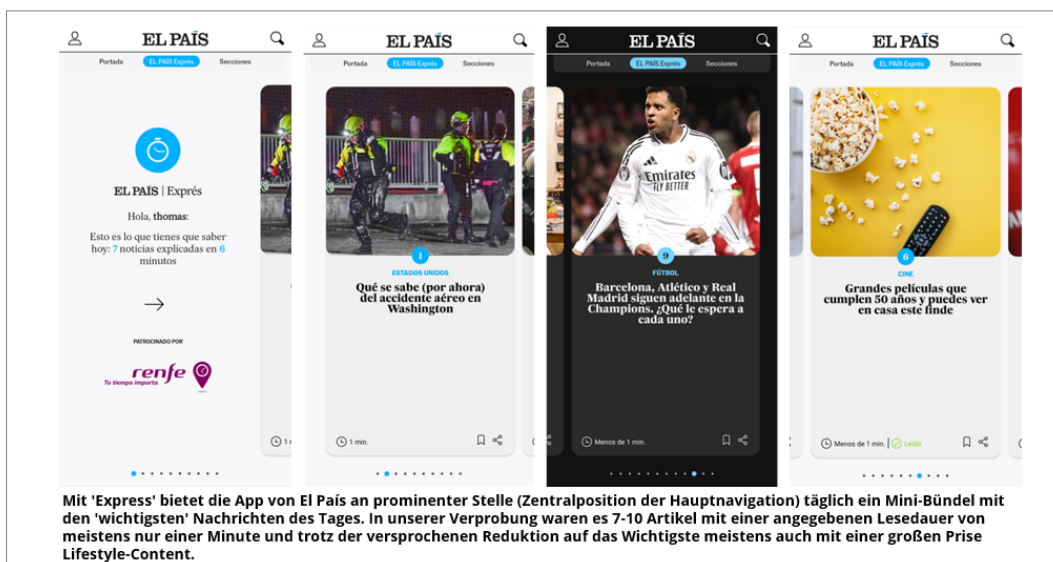 EL PAÍS
Portada EL PAÍS Exprés Secciones
EL PAÍS | Exprés
Hola, thomas:
Esto es lo que tienes que saber
hoy: 7 noticias explicadas en 6
minutos
PATROCINADO POR
renfe
Tu tiempo importa
EL PAÍS
Portada EL PAÍS Exprés Secciones
1
ESTADOS UNIDOS
Qué se sabe (por ahora)
del accidente aéreo en
Washington
1 min.
EL PAÍS
Portada EL PAÍS Exprés Secciones
Emirates
FLY BETTER
9
FÚTBOL
Barcelona, Atlético y Real
Madrid siguen adelante en la
Champions. ¿Qué le espera a
cada uno?
Menos de 1 min.
EL PAÍS
Portada EL PAÍS Exprés Secciones
6
CINE
Grandes películas que
cumplen 50 años y puedes ver
en casa este finde
Menos de 1 min. | Leído
Mit 'Express' bietet die App von El País an prominenter Stelle (Zentralposition der Hauptnavigation) täglich ein Mini-Bündel mit
den 'wichtigsten' Nachrichten des Tages. In unserer Verprobung waren es 7-10 Artikel mit einer angegebenen Lesedauer von
meistens nur einer Minute und trotz der versprochenen Reduktion auf das Wichtigste meistens auch mit einer großen Prise
Lifestyle-Content.